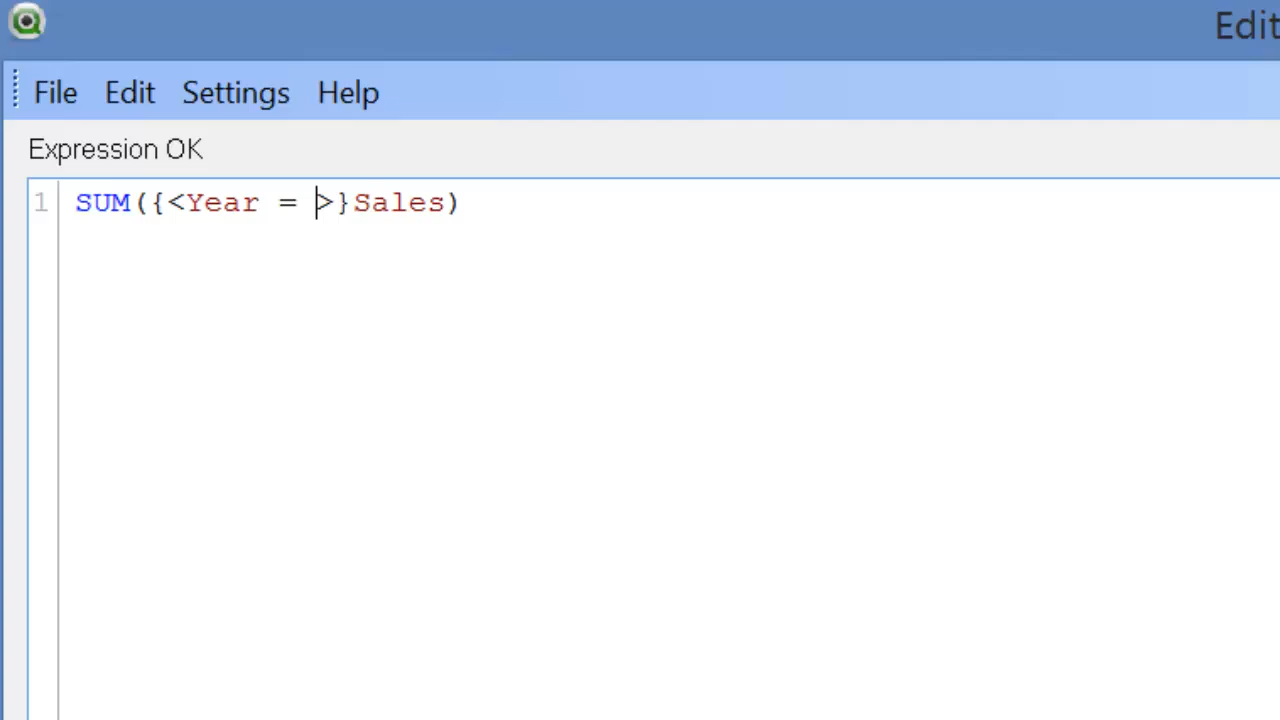 Edit
File Edit Settings Help
Expression OK
1 SUM({<Year = >}Sales)